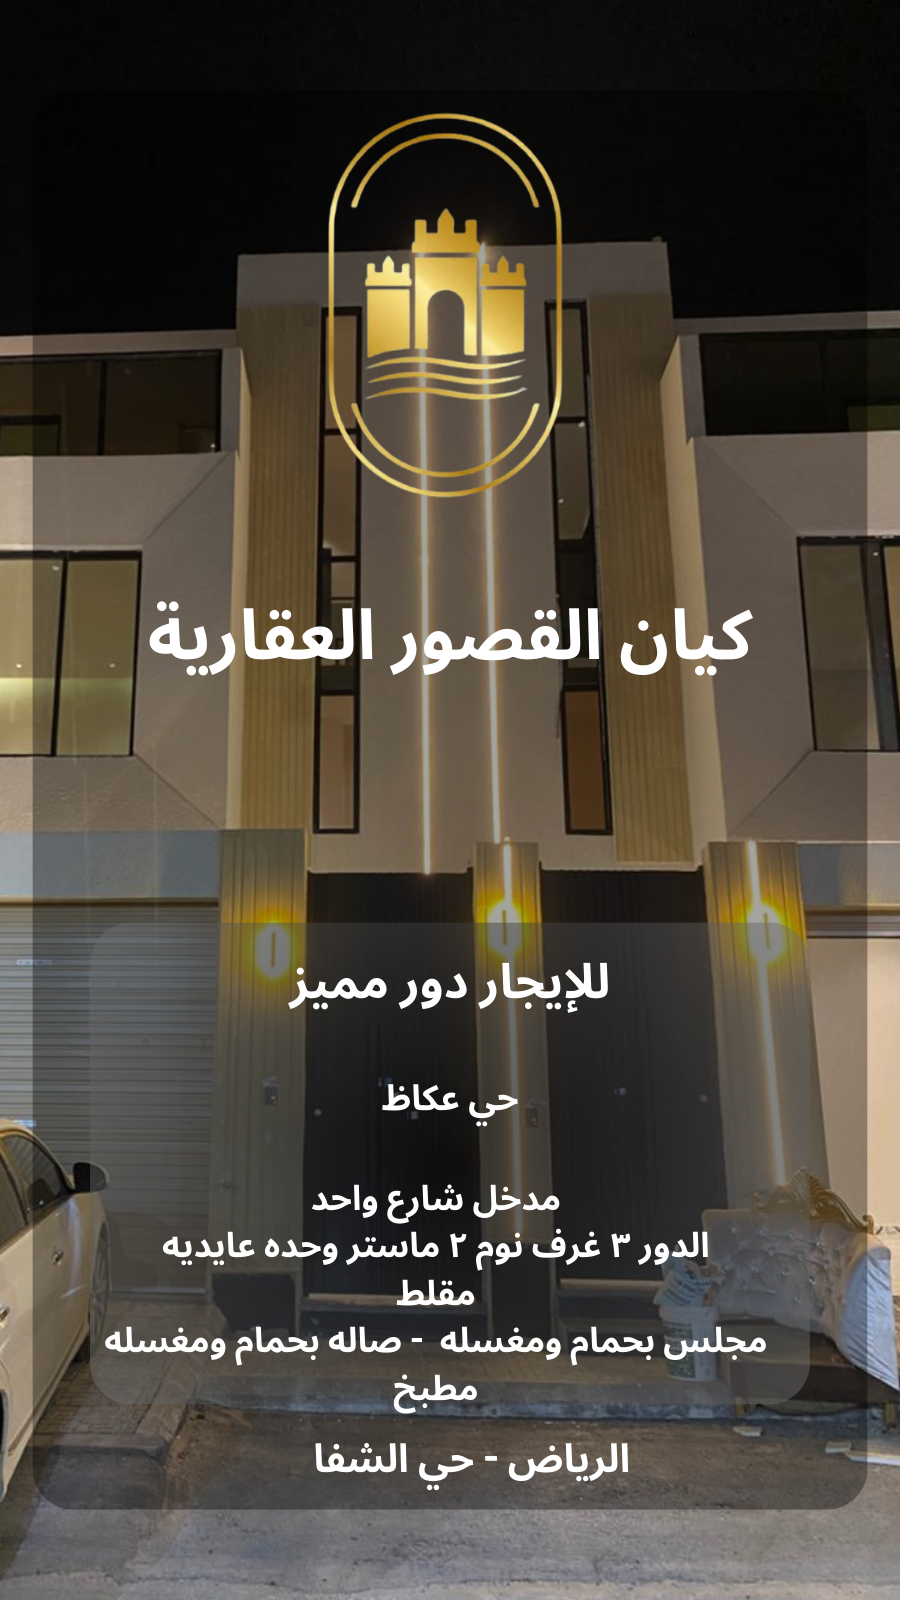 كيان القصور العقارية
للإيجار دور مميز
حي عكاظ
مدخل شارع واحد
الدور ٣ غرف نوم ٢ ماستر وحده عايديه
مقلط
مجلس بحمام ومغسله - صاله بحمام ومغسله
مطبخ
الرياض - حي الشفا